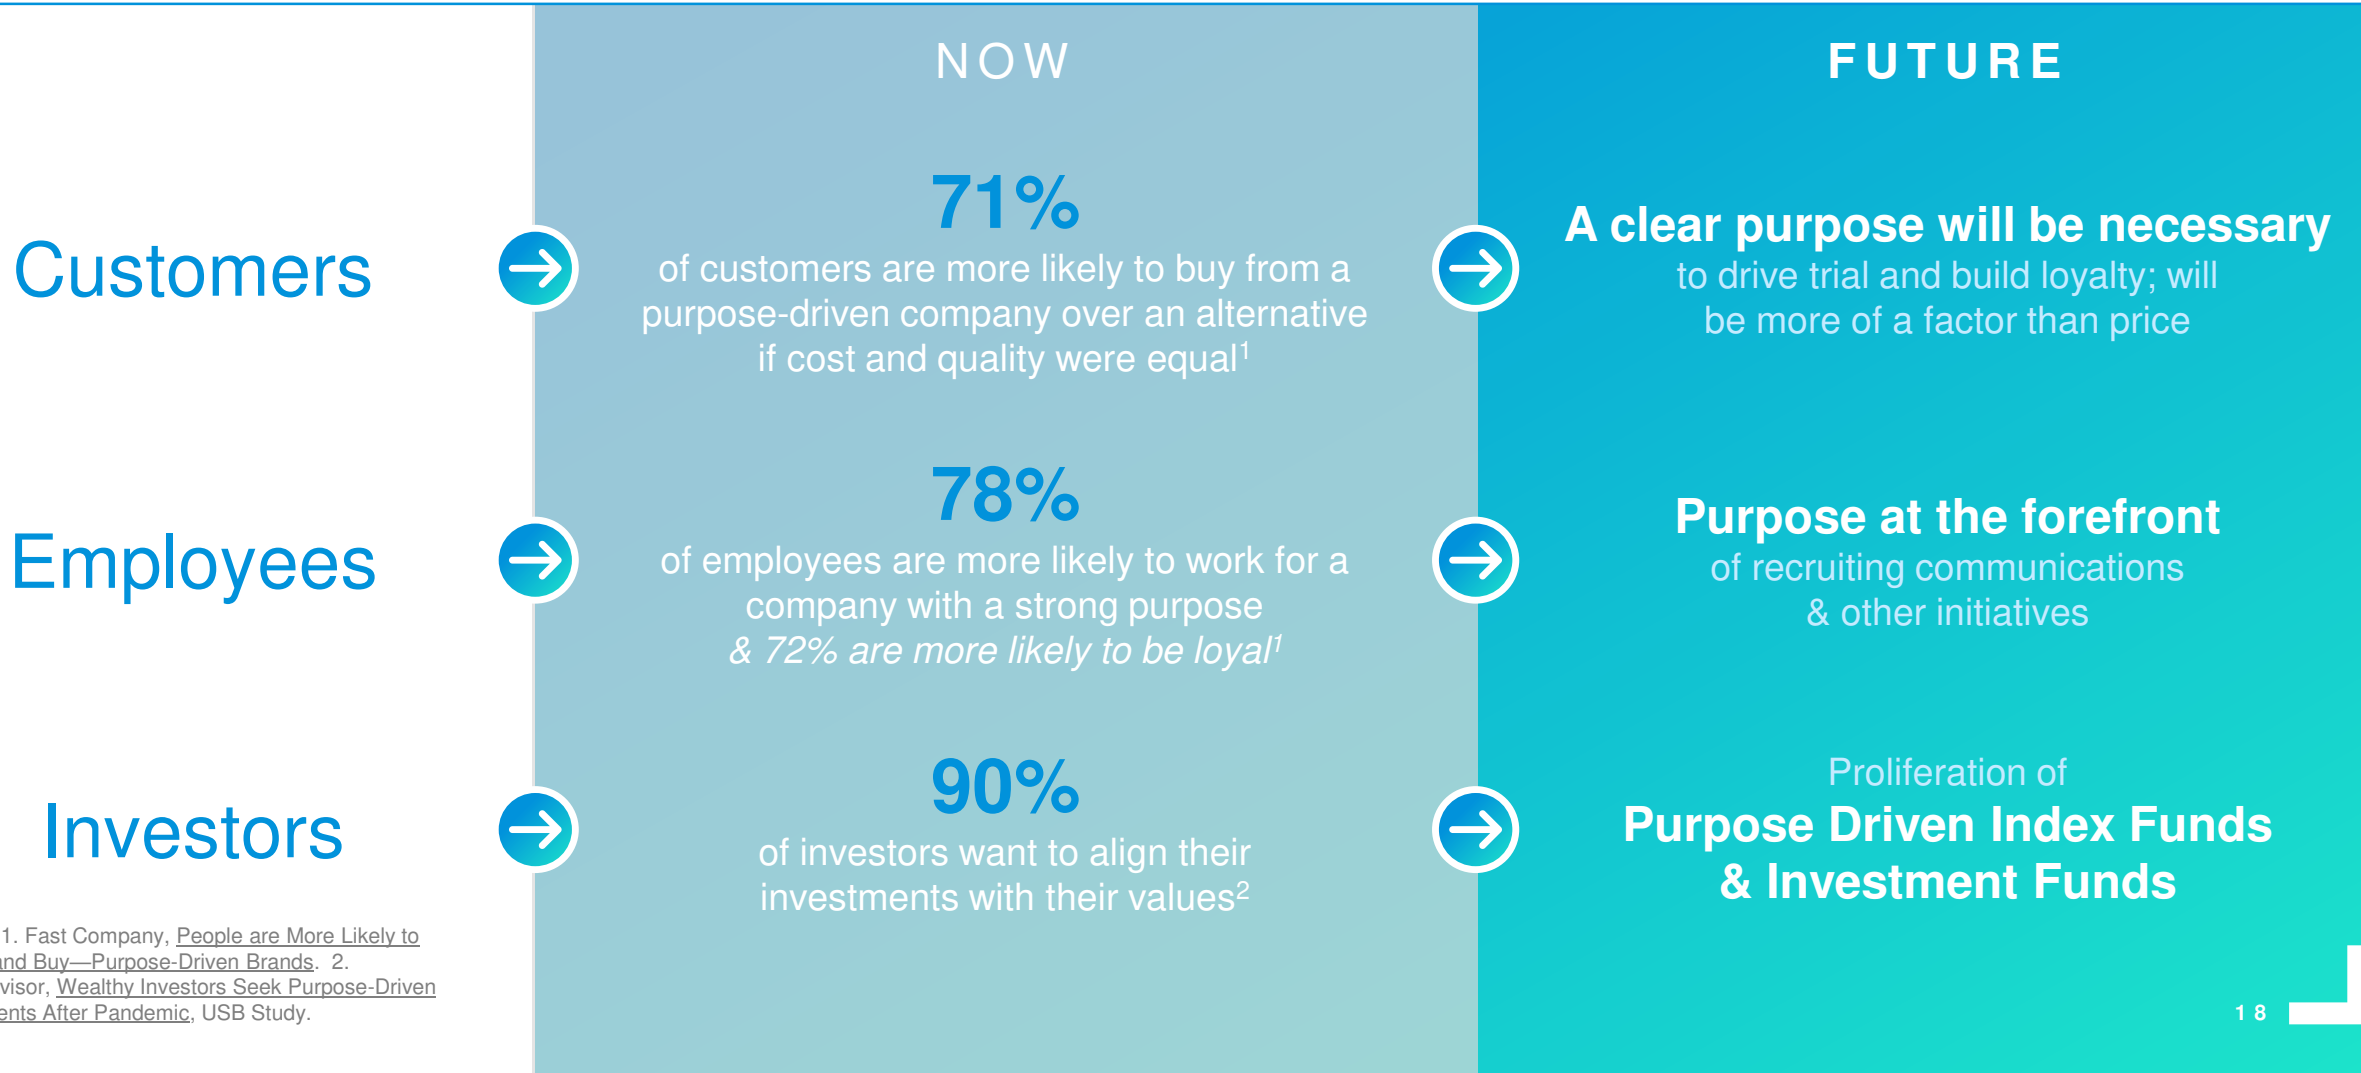 NOW
FUTURE
Customers
71%
of customers are more likely to buy from a
purpose-driven company over an alternative
if cost and quality were equal1
A clear purpose will be necessary
to drive trial and build loyalty; will
be more of a factor than price
Employees
78%
of employees are more likely to work for a
company with a strong purpose
& 72% are more likely to be loyal1
Purpose at the forefront
of recruiting communications
& other initiatives
Investors
90%
of investors want to align their
investments with their values2
Proliferation of
Purpose Driven Index Funds
& Investment Funds
1. Fast Company, People are More Likely to
and Buy—Purpose-Driven Brands. 2.
visor, Wealthy Investors Seek Purpose-Driven
ents After Pandemic, USB Study.
18